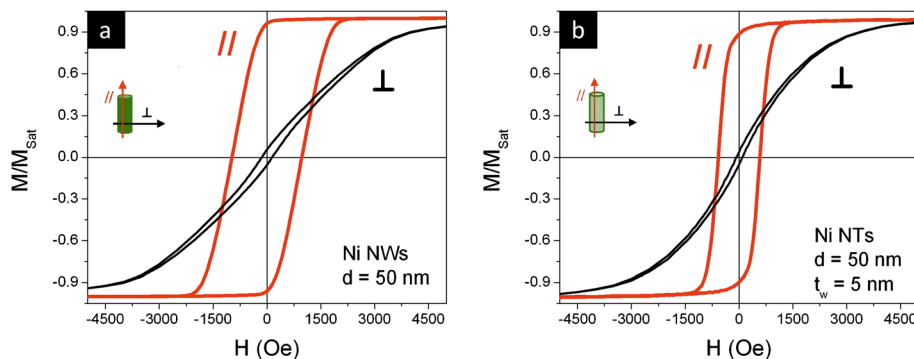 a
//
⊥
//
⊥
Ni NWs
d = 50 nm
M/M_Sat
0.9
0.6
0.3
0.0
-0.3
-0.6
-0.9
-4500 -3000 -1500 0 1500 3000 4500
H (Oe)
b
//
⊥
//
⊥
Ni NTs
d = 50 nm
t_w = 5 nm
M/M_Sat
0.9
0.6
0.3
0.0
-0.3
-0.6
-0.9
-4500 -3000 -1500 0 1500 3000 4500
H (Oe)